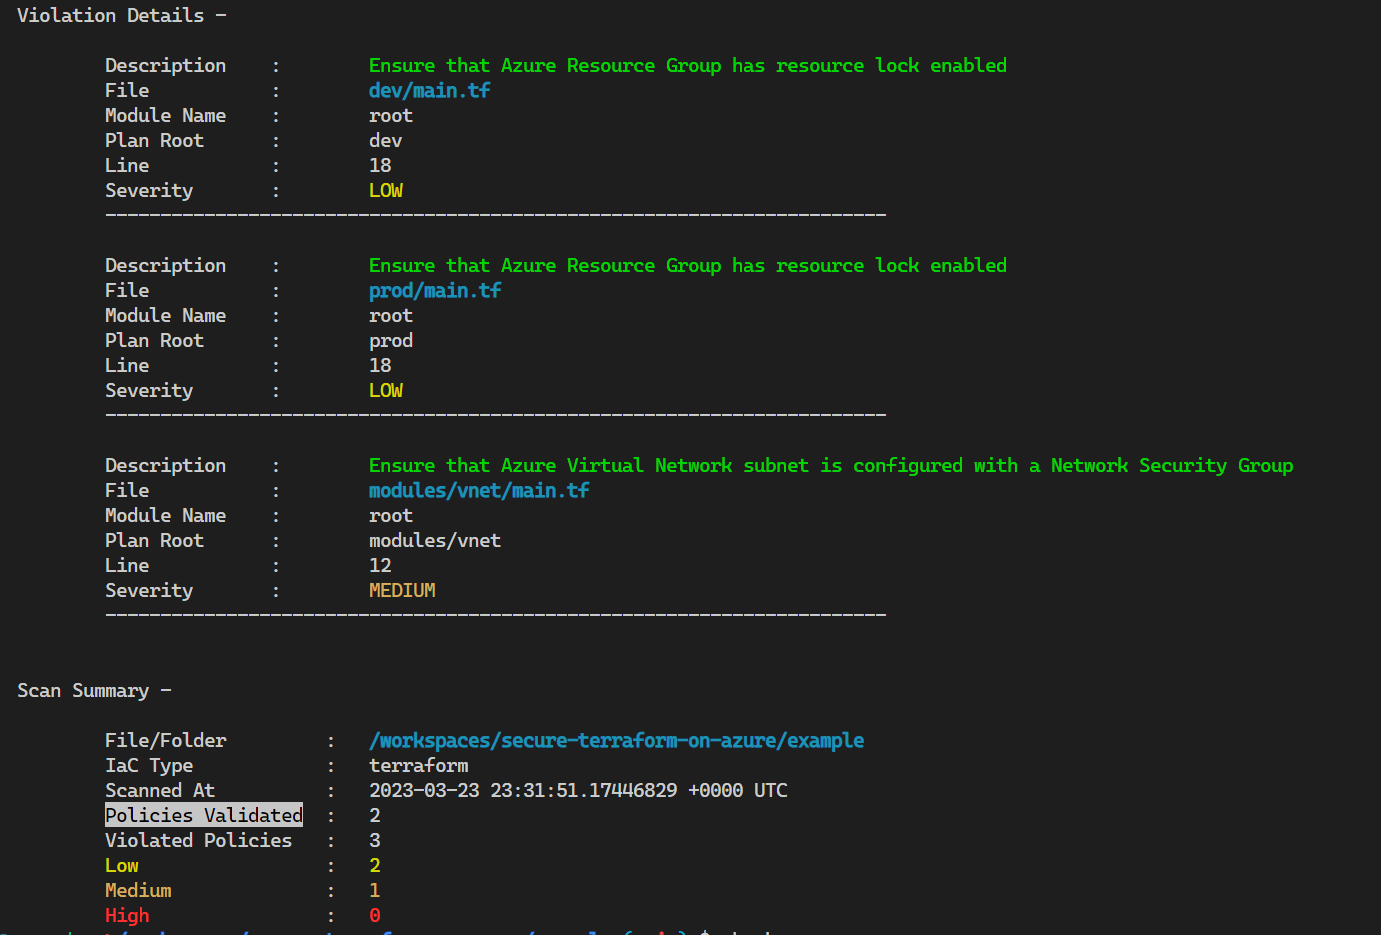 Violation Details -
Description : Ensure that Azure Resource Group has resource lock enabled
File : dev/main.tf
Module Name : root
Plan Root : dev
Line : 18
Severity : LOW
-----------------------------------------------------------------------
Description : Ensure that Azure Resource Group has resource lock enabled
File : prod/main.tf
Module Name : root
Plan Root : prod
Line : 18
Severity : LOW
-----------------------------------------------------------------------
Description : Ensure that Azure Virtual Network subnet is configured with a Network Security Group
File : modules/vnet/main.tf
Module Name : root
Plan Root : modules/vnet
Line : 12
Severity : MEDIUM
-----------------------------------------------------------------------
Scan Summary -
File/Folder : /workspaces/secure-terraform-on-azure/example
IaC Type : terraform
Scanned At : 2023-03-23 23:31:51.17446829 +0000 UTC
Policies Validated : 2
Violated Policies : 3
Low : 2
Medium : 1
High : 0